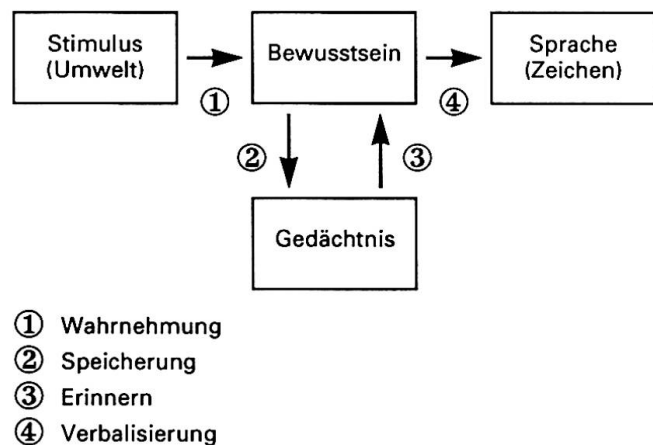 Stimulus
(Umwelt)
Bewusstsein
Sprache
(Zeichen)
①
④
②
③
Gedächtnis
① Wahrnehmung
② Speicherung
③ Erinnern
④ Verbalisierung